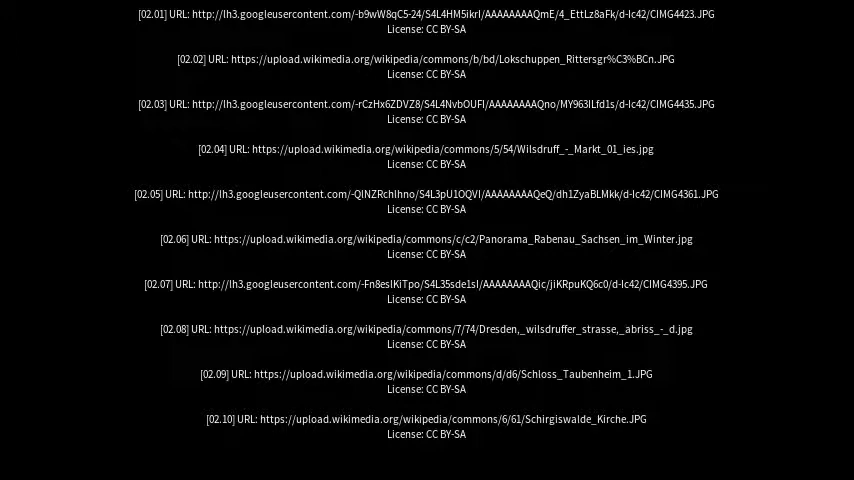 [02.01] URL: http://lh3.googleusercontent.com/-b9wW8qC5-24/S4L4HM5ikrI/AAAAAAAAQmE/4_EttLz8aFk/d-Ic42/CIMG4423.JPG
License: CC BY-SA
[02.02] URL: https://upload.wikimedia.org/wikipedia/commons/b/bd/Lokschuppen_Rittersgr%C3%BCn.JPG
License: CC BY-SA
[02.03] URL: http://lh3.googleusercontent.com/-rCzHx6ZDVZ8/S4L4NvbOUFI/AAAAAAAAQno/MY963ILfd1s/d-Ic42/CIMG4435.JPG
License: CC BY-SA
[02.04] URL: https://upload.wikimedia.org/wikipedia/commons/5/54/Wilsdruff_-_Markt_01_ies.jpg
License: CC BY-SA
[02.05] URL: http://lh3.googleusercontent.com/-QlNZRchlhno/S4L3pU1OQVI/AAAAAAAAQeQ/dh1ZyaBLMkk/d-Ic42/CIMG4361.JPG
License: CC BY-SA
[02.06] URL: https://upload.wikimedia.org/wikipedia/commons/c/c2/Panorama_Rabenau_Sachsen_im_Winter.jpg
License: CC BY-SA
[02.07] URL: http://lh3.googleusercontent.com/-Fn8esIKiTpo/S4L35sde1sI/AAAAAAAAQic/jiKRpuKQ6c0/d-Ic42/CIMG4395.JPG
License: CC BY-SA
[02.08] URL: https://upload.wikimedia.org/wikipedia/commons/7/74/Dresden,_wilsdruffer_strasse,_abriss_-_d.jpg
License: CC BY-SA
[02.09] URL: https://upload.wikimedia.org/wikipedia/commons/d/d6/Schloss_Taubenheim_1.JPG
License: CC BY-SA
[02.10] URL: https://upload.wikimedia.org/wikipedia/commons/6/61/Schirgiswalde_Kirche.JPG
License: CC BY-SA